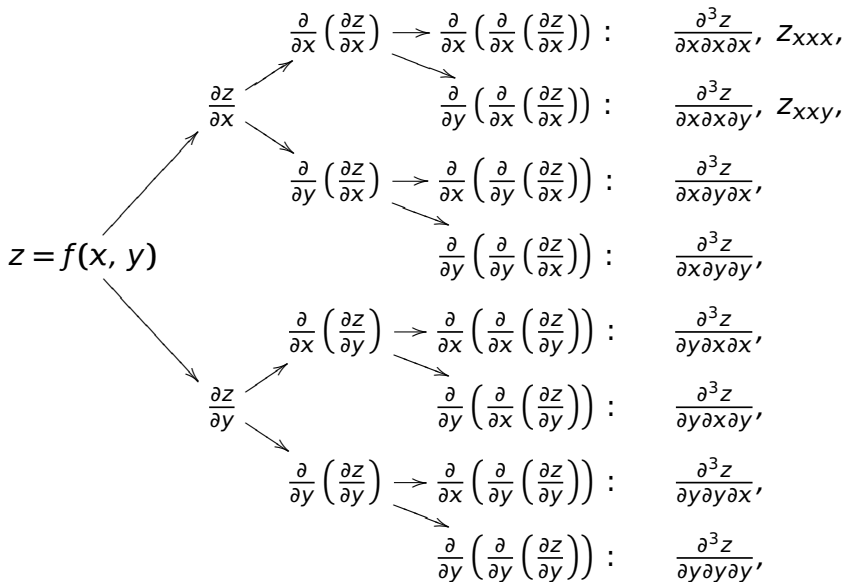 ∂/∂x (∂z/∂x) → ∂/∂x (∂/∂x (∂z/∂x)) : ∂³z/∂x∂x∂x, z_xxx,
∂z/∂x ∂/∂y (∂/∂x (∂z/∂x)) : ∂³z/∂x∂x∂y, z_xxy,
∂/∂y (∂z/∂x) → ∂/∂x (∂/∂y (∂z/∂x)) : ∂³z/∂x∂y∂x,
z = f(x, y) ∂/∂y (∂/∂y (∂z/∂x)) : ∂³z/∂x∂y∂y,
∂/∂x (∂z/∂y) → ∂/∂x (∂/∂x (∂z/∂y)) : ∂³z/∂y∂x∂x,
∂z/∂y ∂/∂y (∂/∂x (∂z/∂y)) : ∂³z/∂y∂x∂y,
∂/∂y (∂z/∂y) → ∂/∂x (∂/∂y (∂z/∂y)) : ∂³z/∂y∂y∂x,
∂/∂y (∂/∂y (∂z/∂y)) : ∂³z/∂y∂y∂y,